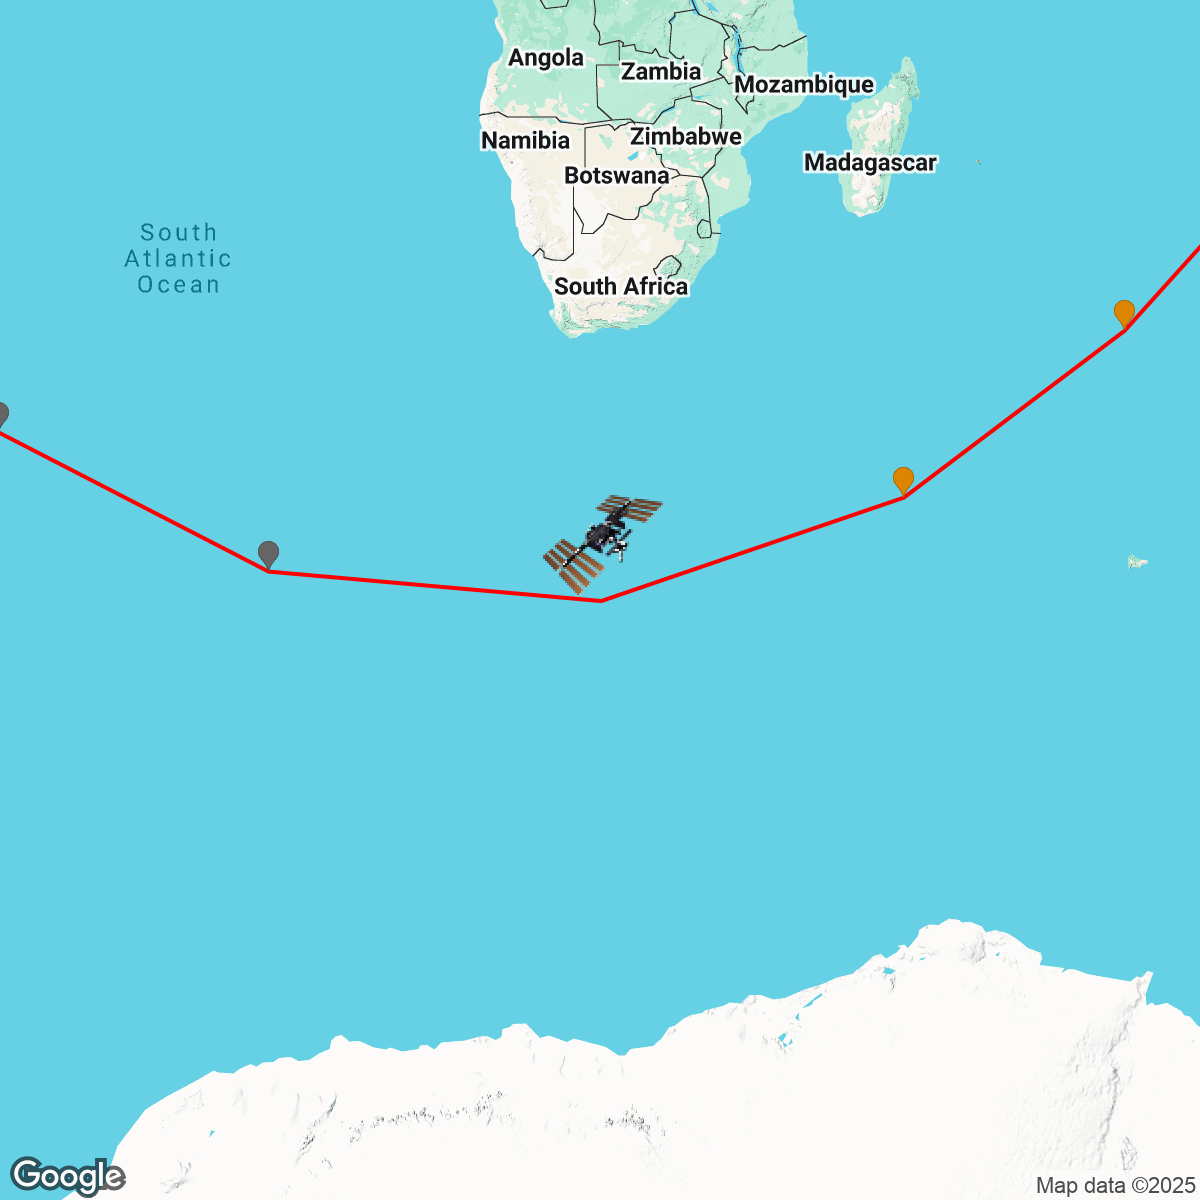 Angola
Zambia
Mozambique
Namibia
Zimbabwe
Botswana
Madagascar
South
Atlantic
Ocean
South Africa
Google
Map data ©2025